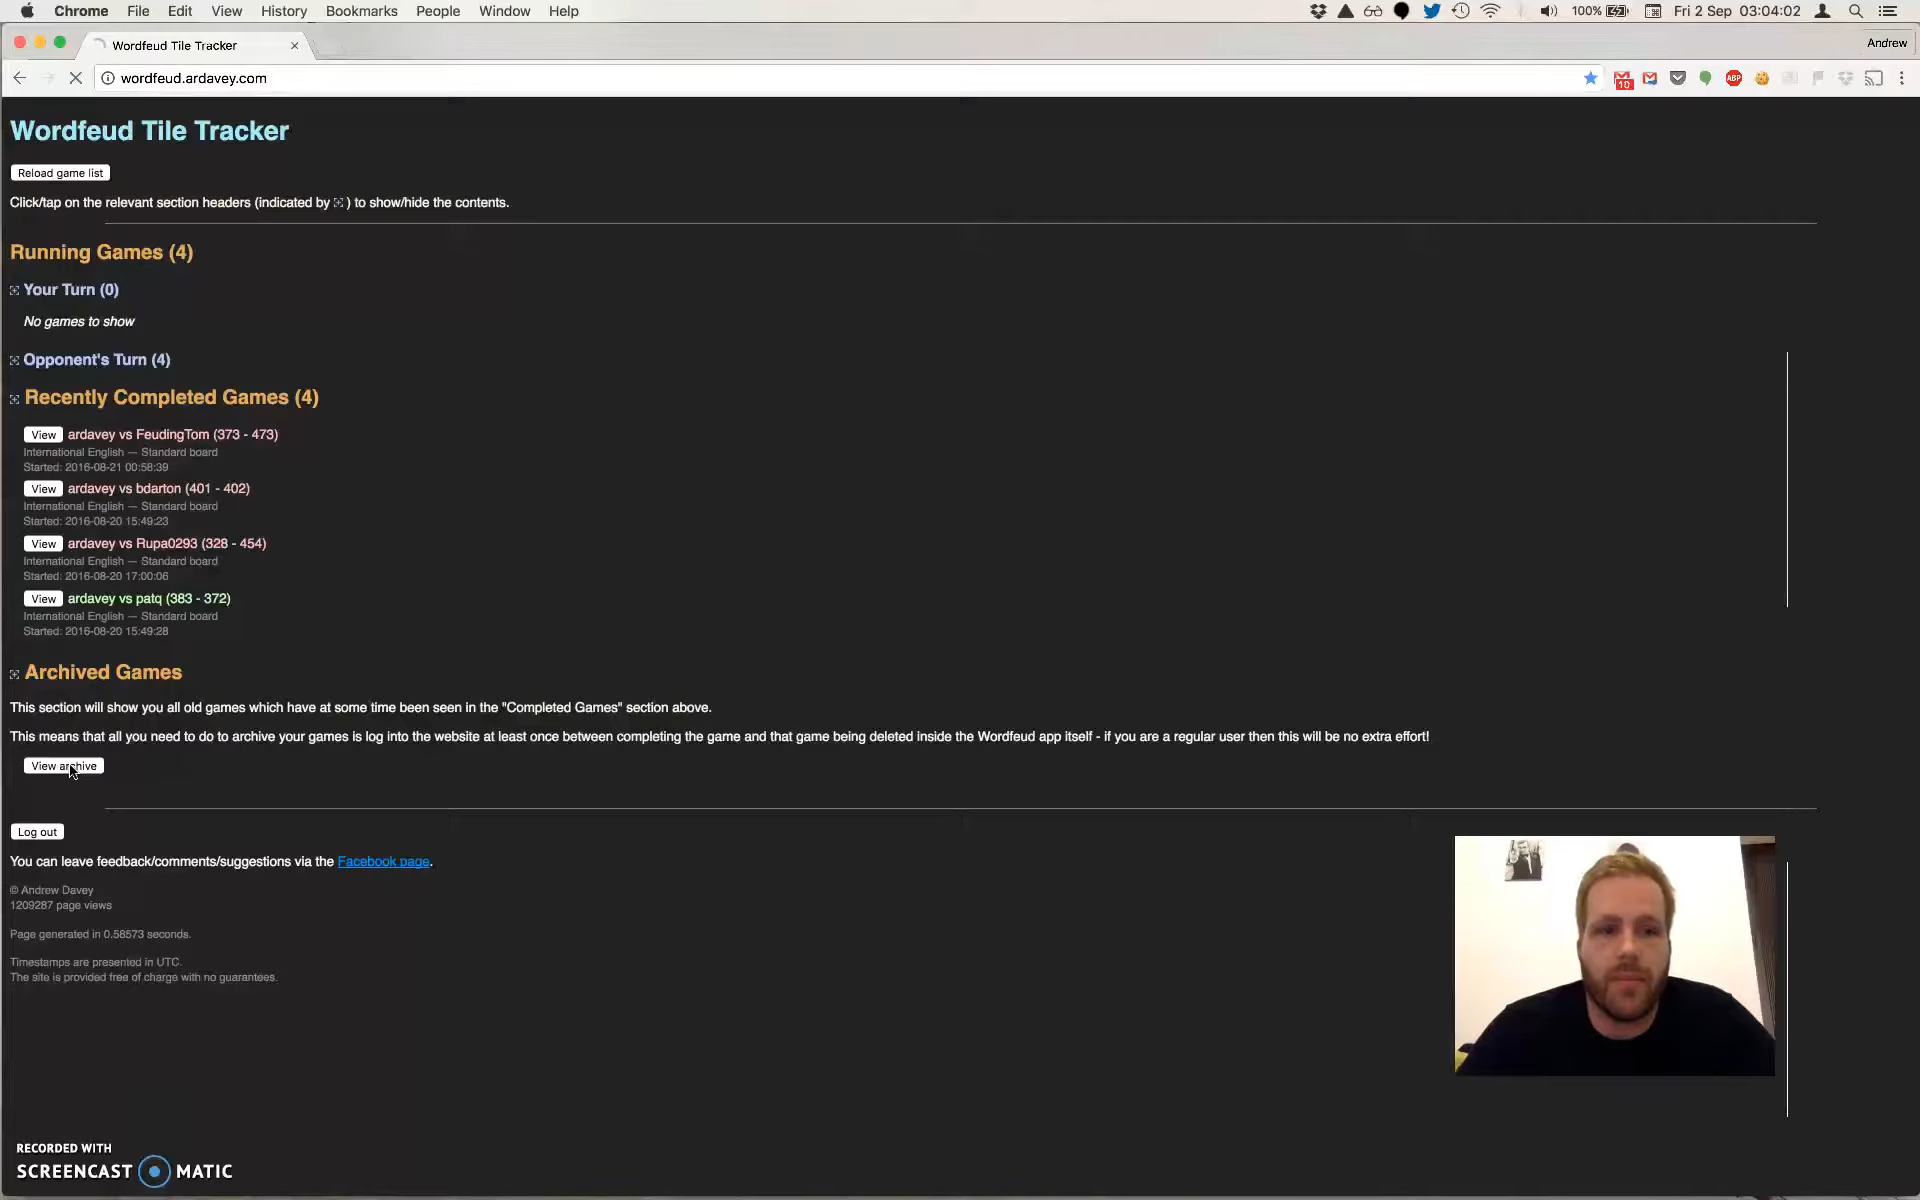 Chrome File Edit View History Bookmarks People Window Help 100% Fri 2 Sep 03:04:02
Wordfeud Tile Tracker Andrew
wordfeud.ardavey.com 10 ABP
Wordfeud Tile Tracker
Reload game list
Click/tap on the relevant section headers (indicated by ) to show/hide the contents.
Running Games (4)
Your Turn (0)
No games to show
Opponent's Turn (4)
Recently Completed Games (4)
View ardavey vs FeudingTom (373 - 473)
International English — Standard board
Started: 2016-08-21 00:58:39
View ardavey vs bdarton (401 - 402)
International English — Standard board
Started: 2016-08-20 15:49:23
View ardavey vs Rupa0293 (328 - 454)
International English — Standard board
Started: 2016-08-20 17:00:06
View ardavey vs patq (383 - 372)
International English — Standard board
Started: 2016-08-20 15:49:28
Archived Games
This section will show you all old games which have at some time been seen in the "Completed Games" section above.
This means that all you need to do to archive your games is log into the website at least once between completing the game and that game being deleted inside the Wordfeud app itself - if you are a regular user then this will be no extra effort!
View archive
Log out
You can leave feedback/comments/suggestions via the Facebook page.
© Andrew Davey
1209287 page views
Page generated in 0.58573 seconds.
Timestamps are presented in UTC.
The site is provided free of charge with no guarantees.
RECORDED WITH
SCREENCAST MATIC